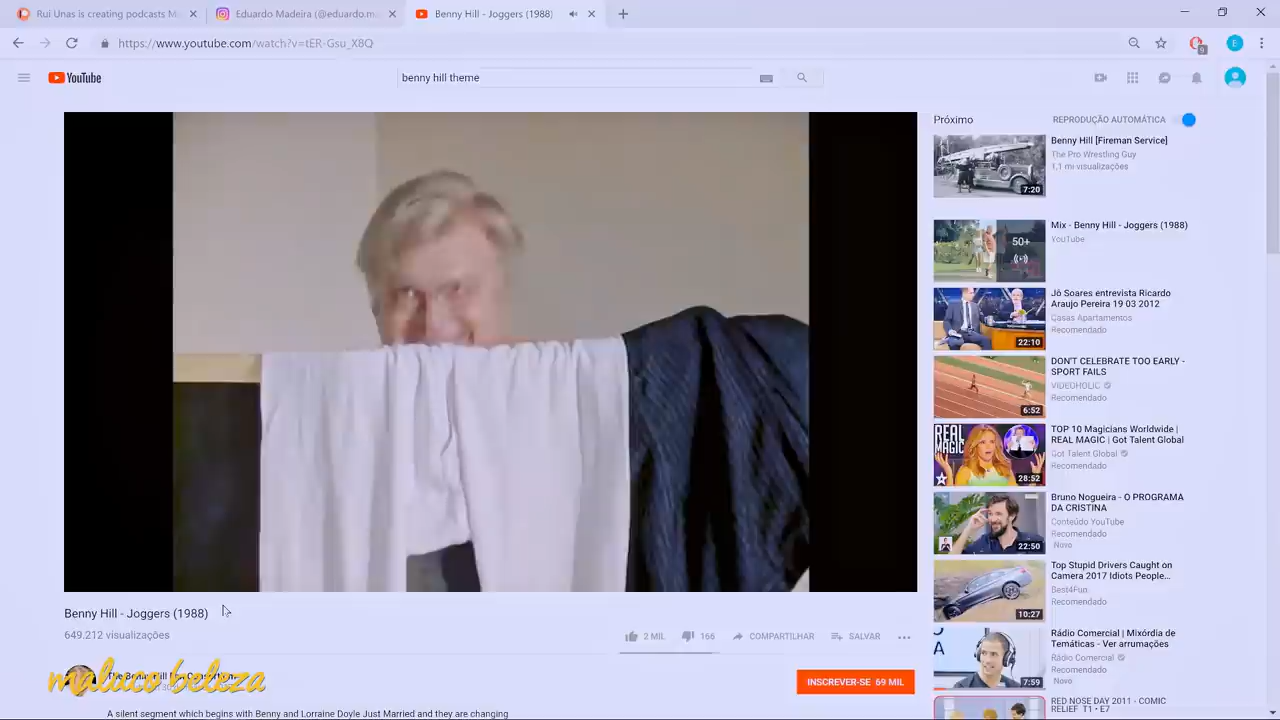 Rui Unas is creating podcasts M
Eduardo Madeira (@eduardo.m
Benny Hill - Joggers (1988)
https://www.youtube.com/watch?v=tER-Gsu_X8Q
9
E
YouTube
benny hill theme
Próximo
REPRODUÇÃO AUTOMÁTICA
Benny Hill [Fireman Service]
The Pro Wrestling Guy
1,1 mi visualizações
7:20
Mix - Benny Hill - Joggers (1988)
YouTube
50+
Jô Soares entrevista Ricardo
Araujo Pereira 19 03 2012
Casas Apartamentos
Recomendado
22:10
DON'T CELEBRATE TOO EARLY -
SPORT FAILS
VIDEOHOLIC
Recomendado
6:52
TOP 10 Magicians Worldwide |
REAL MAGIC | Got Talent Global
Got Talent Global
Recomendado
REAL
MAGIC
28:52
Bruno Nogueira - O PROGRAMA
DA CRISTINA
Conteúdo YouTube
Recomendado
Novo
22:50
Top Stupid Drivers Caught on
Camera 2017 Idiots People...
Best4Fun
Recomendado
10:27
Rádio Comercial | Mixórdia de
Temáticas - Ver arrumações
Rádio Comercial
Recomendado
Novo
7:59
RED NOSE DAY 2011 - COMIC
RELIEF T1 • E7
Benny Hill - Joggers (1988)
649.212 visualizações
2 MIL
166
COMPARTILHAR
SALVAR
maluco beleza
INSCREVER-SE 69 MIL
A silent segment which begins with Benny and Lorraine Doyle Just Married and they are changing